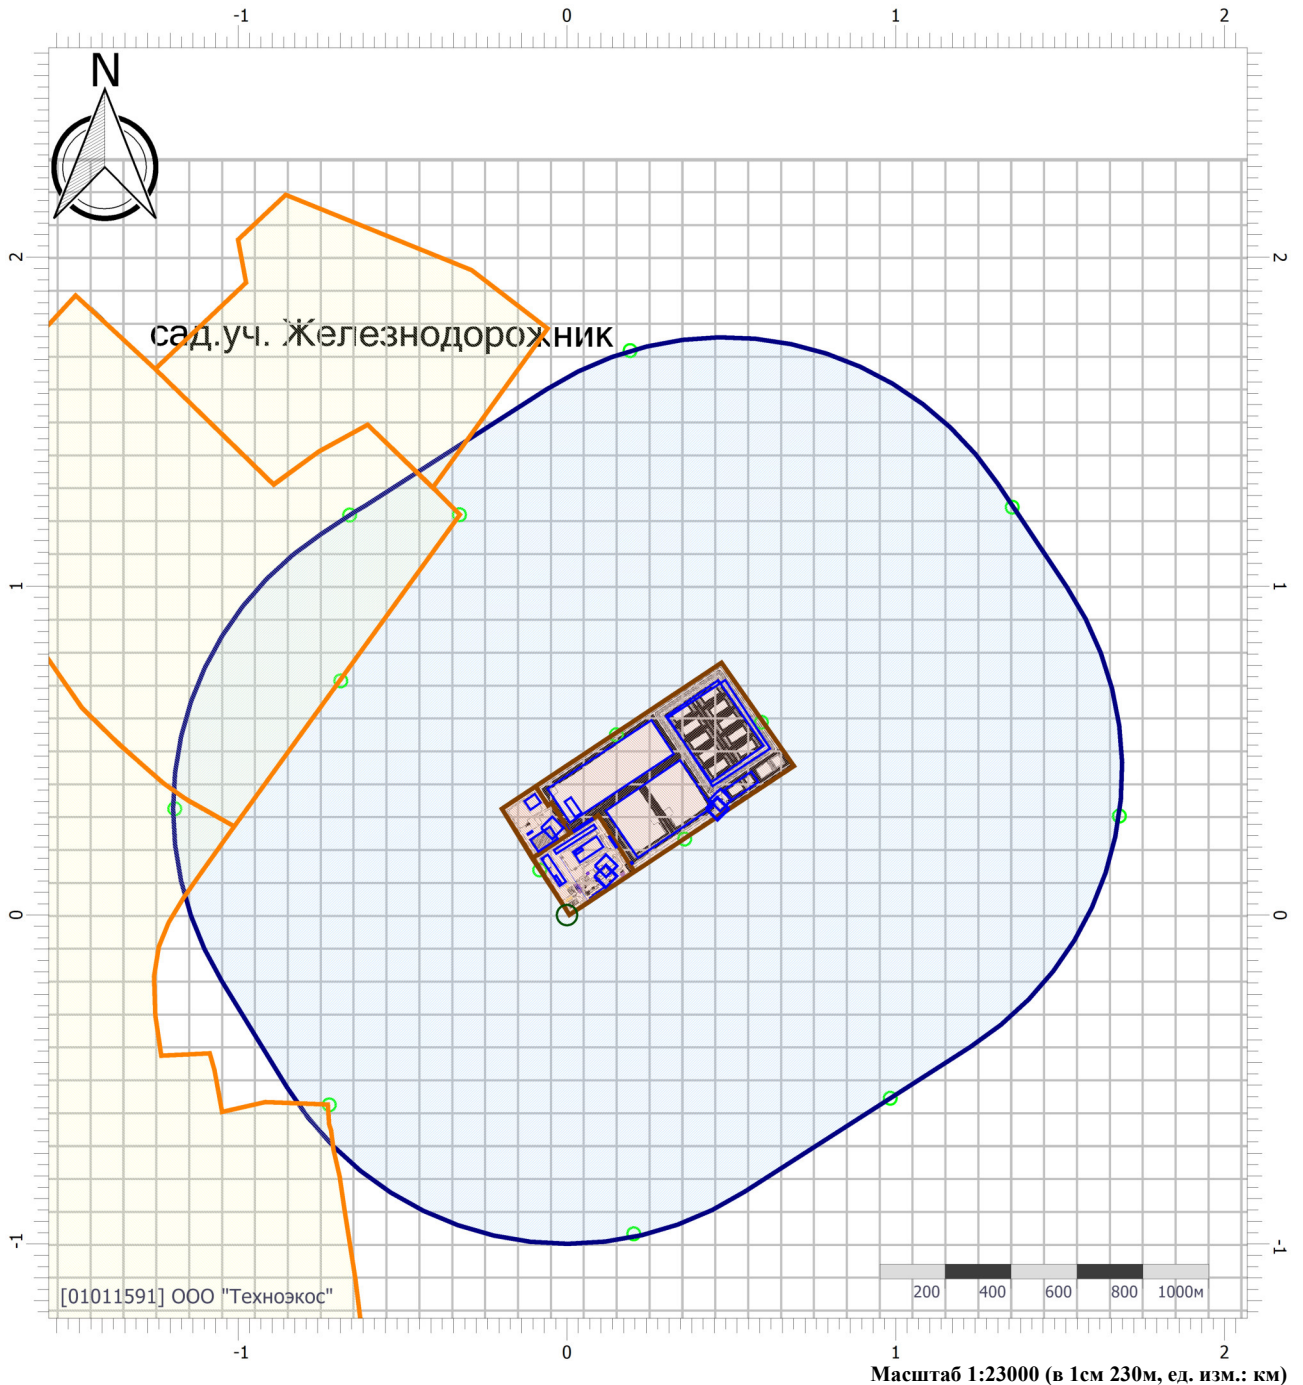 -1 0 1 2
N
2 2
сад.уч. Железнодорожник
1 1
0 0
-1 -1
200 400 600 800 1000м
[01011591] ООО "Техноэкос"
-1 0 1 2
Масштаб 1:23000 (в 1см 230м, ед. изм.: км)